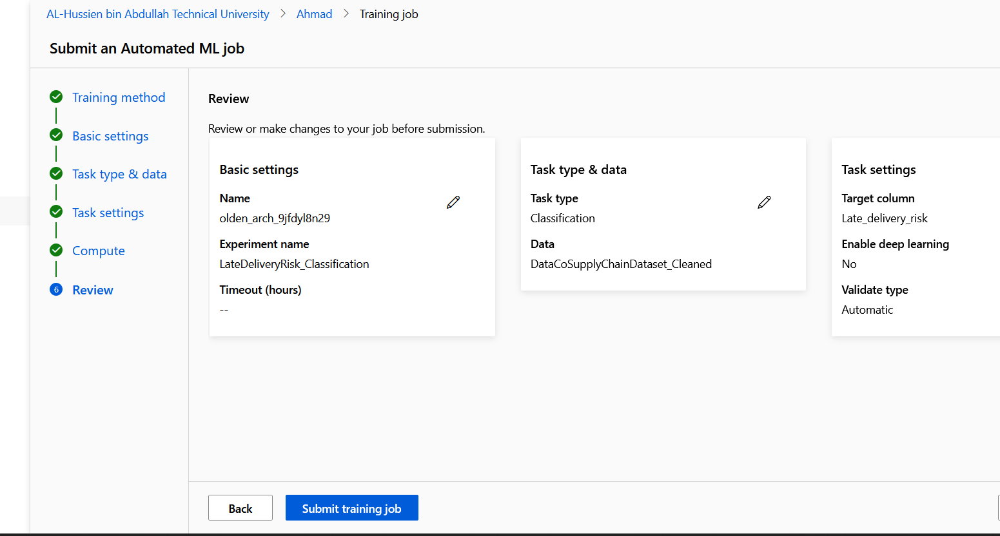 AL-Hussien bin Abdullah Technical University > Ahmad > Training job
Submit an Automated ML job
Training method
Basic settings
Task type & data
Task settings
Compute
6 Review
Review
Review or make changes to your job before submission.
Basic settings
Name
olden_arch_9jfdyl8n29
Experiment name
LateDeliveryRisk_Classification
Timeout (hours)
--
Task type & data
Task type
Classification
Data
DataCoSupplyChainDataset_Cleaned
Task settings
Target column
Late_delivery_risk
Enable deep learning
No
Validate type
Automatic
Back
Submit training job